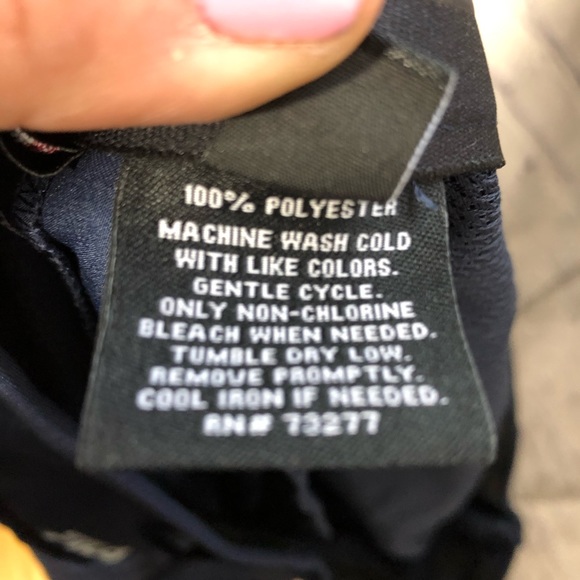 100% POLYESTER
MACHINE WASH COLD
WITH LIKE COLORS.
GENTLE CYCLE.
ONLY NON-CHLORINE
BLEACH WHEN NEEDED.
TUMBLE DRY LOW.
REMOVE PROMPTLY.
COOL IRON IF NEEDED.
RN# 73277